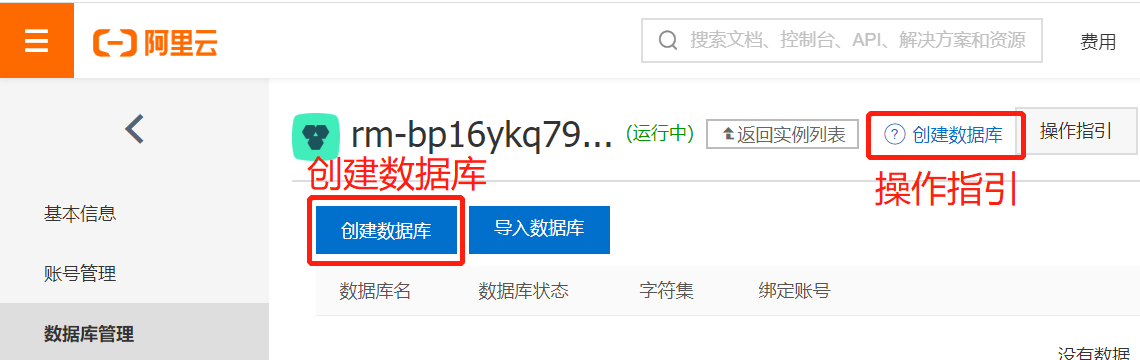 阿里云
搜索文档、控制台、API、解决方案和资源
费用
rm-bp16ykq79... (运行中) 返回实例列表 ? 创建数据库 操作指引
创建数据库
操作指引
基本信息
创建数据库 导入数据库
账号管理
数据库名 数据库状态 字符集 绑定账号
数据库管理
没有数据